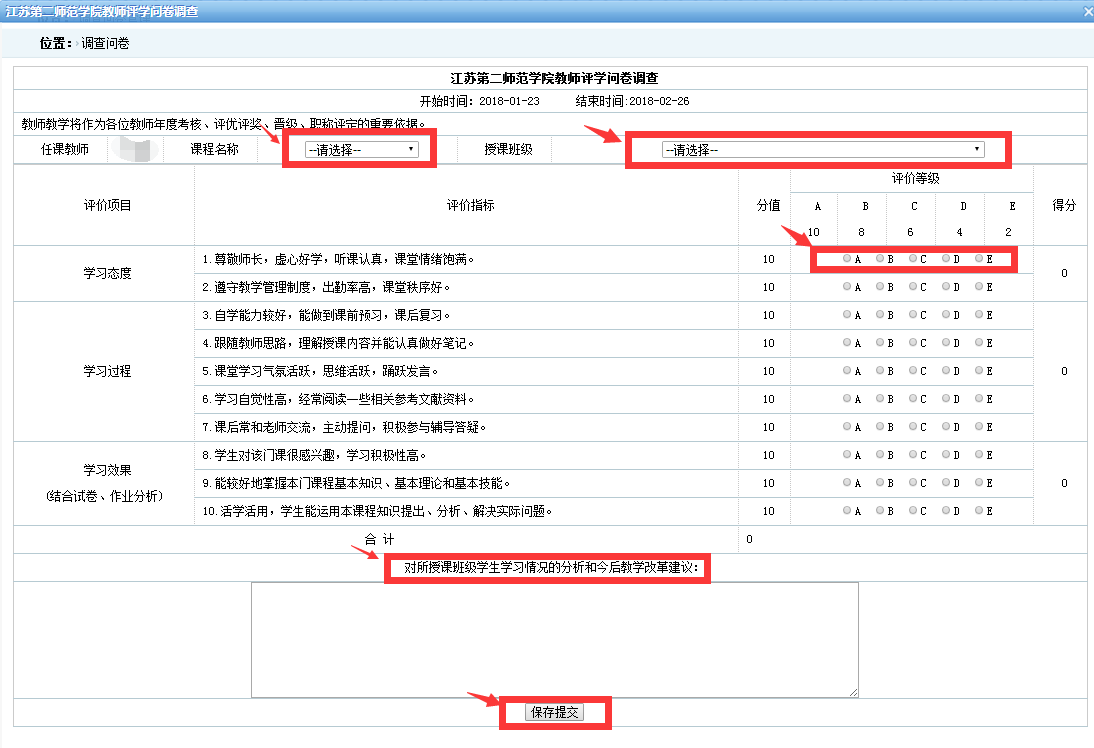 江苏第二师范学院教师评学问卷调查
位置： 调查问卷
江苏第二师范学院教师评学问卷调查
开始时间：2018-01-23 结束时间:2018-02-26
教师教学将作为各位教师年度考核、评优评奖、晋级、职称评定的重要依据。
任课教师 课程名称 --请选择-- 授课班级 --请选择--
评价项目 评价指标 分值 评价等级 得分
A B C D E
10 8 6 4 2
学习态度
1.尊敬师长，虚心好学，听课认真，课堂情绪饱满。 10 A B C D E
2.遵守教学管理制度，出勤率高，课堂秩序好。 10 A B C D E
0
学习过程
3.自学能力较好，能做到课前预习，课后复习。 10 A B C D E
4.跟随教师思路，理解授课内容并能认真做好笔记。 10 A B C D E
5.课堂学习气氛活跃，思维活跃，踊跃发言。 10 A B C D E
6.学习自觉性高，经常阅读一些相关参考文献资料。 10 A B C D E
7.课后常和老师交流，主动提问，积极参与辅导答疑。 10 A B C D E
0
学习效果
（结合试卷、作业分析）
8.学生对该门课很感兴趣，学习积极性高。 10 A B C D E
9.能较好地掌握本门课程基本知识、基本理论和基本技能。 10 A B C D E
10.活学活用，学生能运用本课程知识提出、分析、解决实际问题。 10 A B C D E
0
合 计 0
对所授课班级学生学习情况的分析和今后教学改革建议：
保存提交